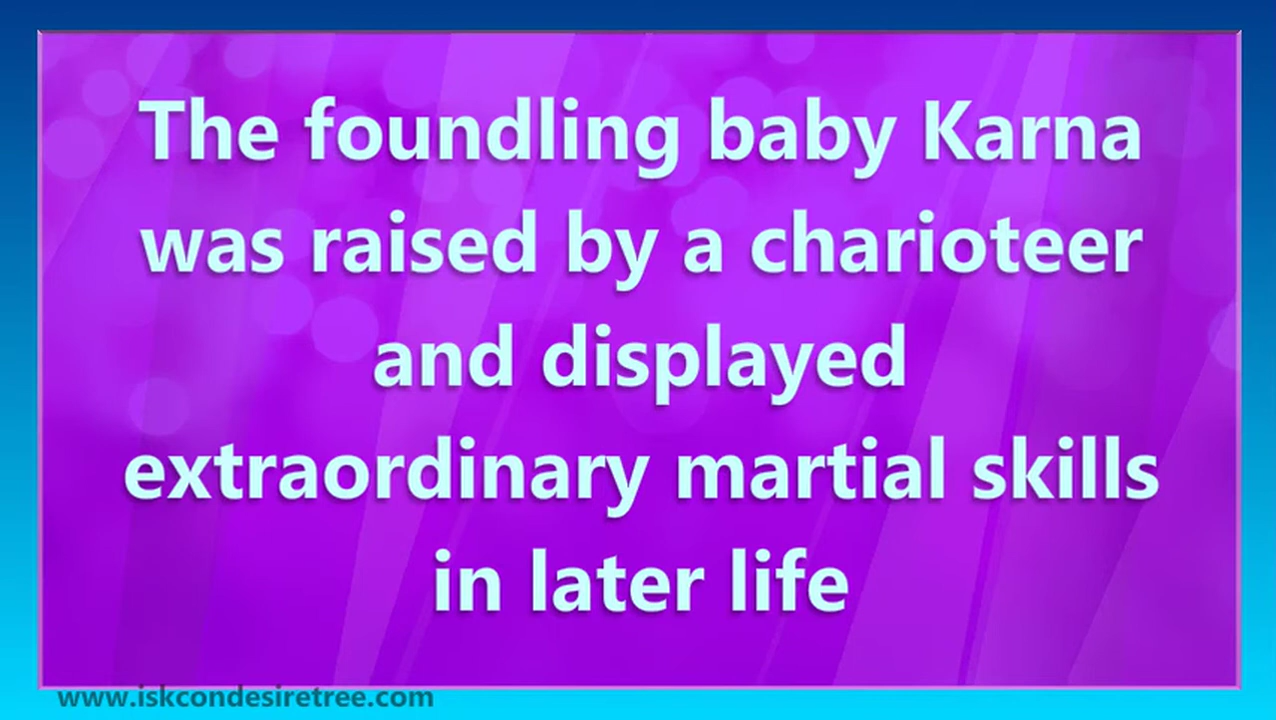 The foundling baby Karna
was raised by a charioteer
and displayed
extraordinary martial skills
in later life
www.iskcondesiretree.com